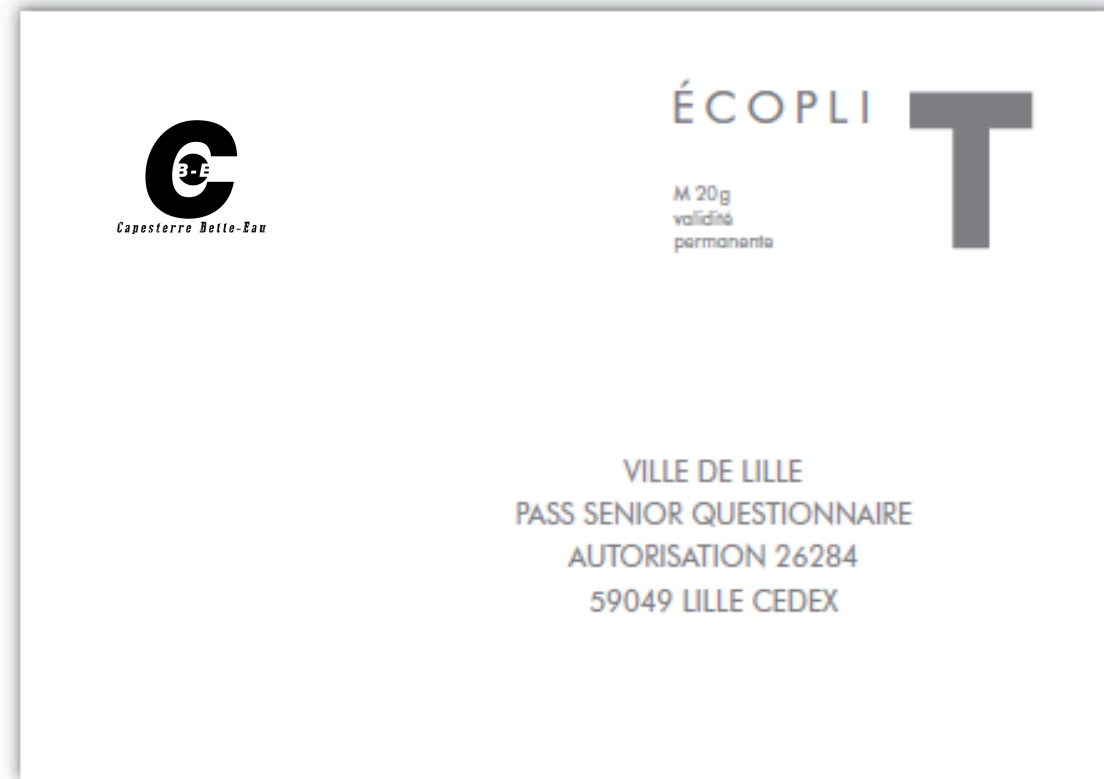 ÉCOPLI T
M 20g
validité
permanente
B-E
Capesterre Belle-Eau
VILLE DE LILLE
PASS SENIOR QUESTIONNAIRE
AUTORISATION 26284
59049 LILLE CEDEX